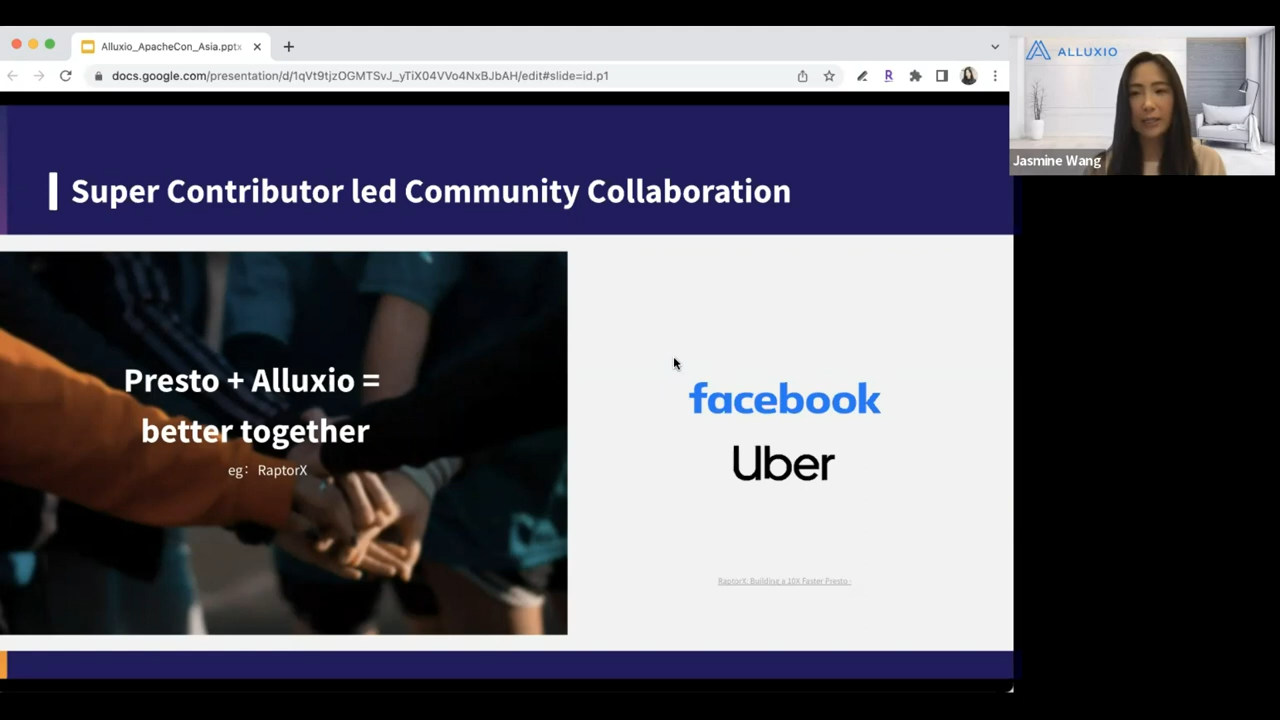 Alluxio_ApacheCon_Asia.pptx
docs.google.com/presentation/d/1qVt9tjzOGMTSvJ_yTiX04VVo4NxBJbAH/edit#slide=id.p1
R
ALLUXIO
Jasmine Wang
Super Contributor led Community Collaboration
Presto + Alluxio =
better together
eg：RaptorX
facebook
Uber
RaptorX: Building a 10X Faster Presto ·